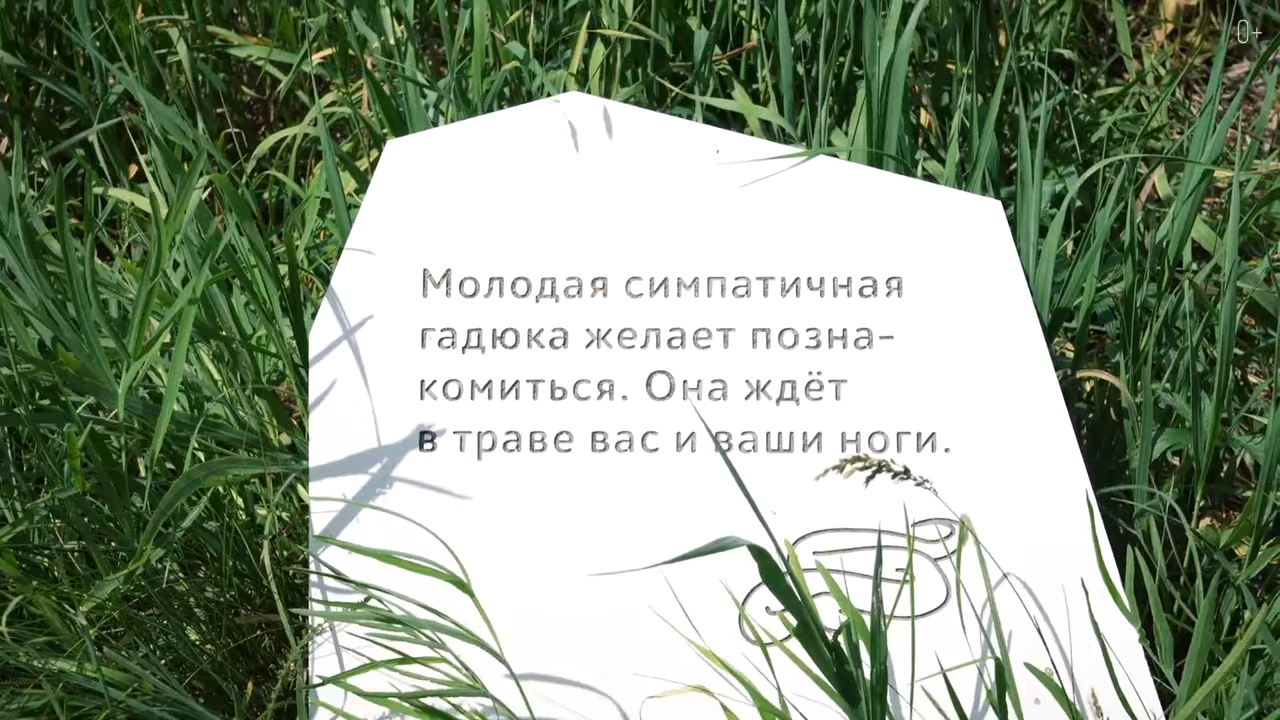 0+
Молодая симпатичная
гадюка желает позна-
комиться. Она ждёт
в траве вас и ваши ноги.